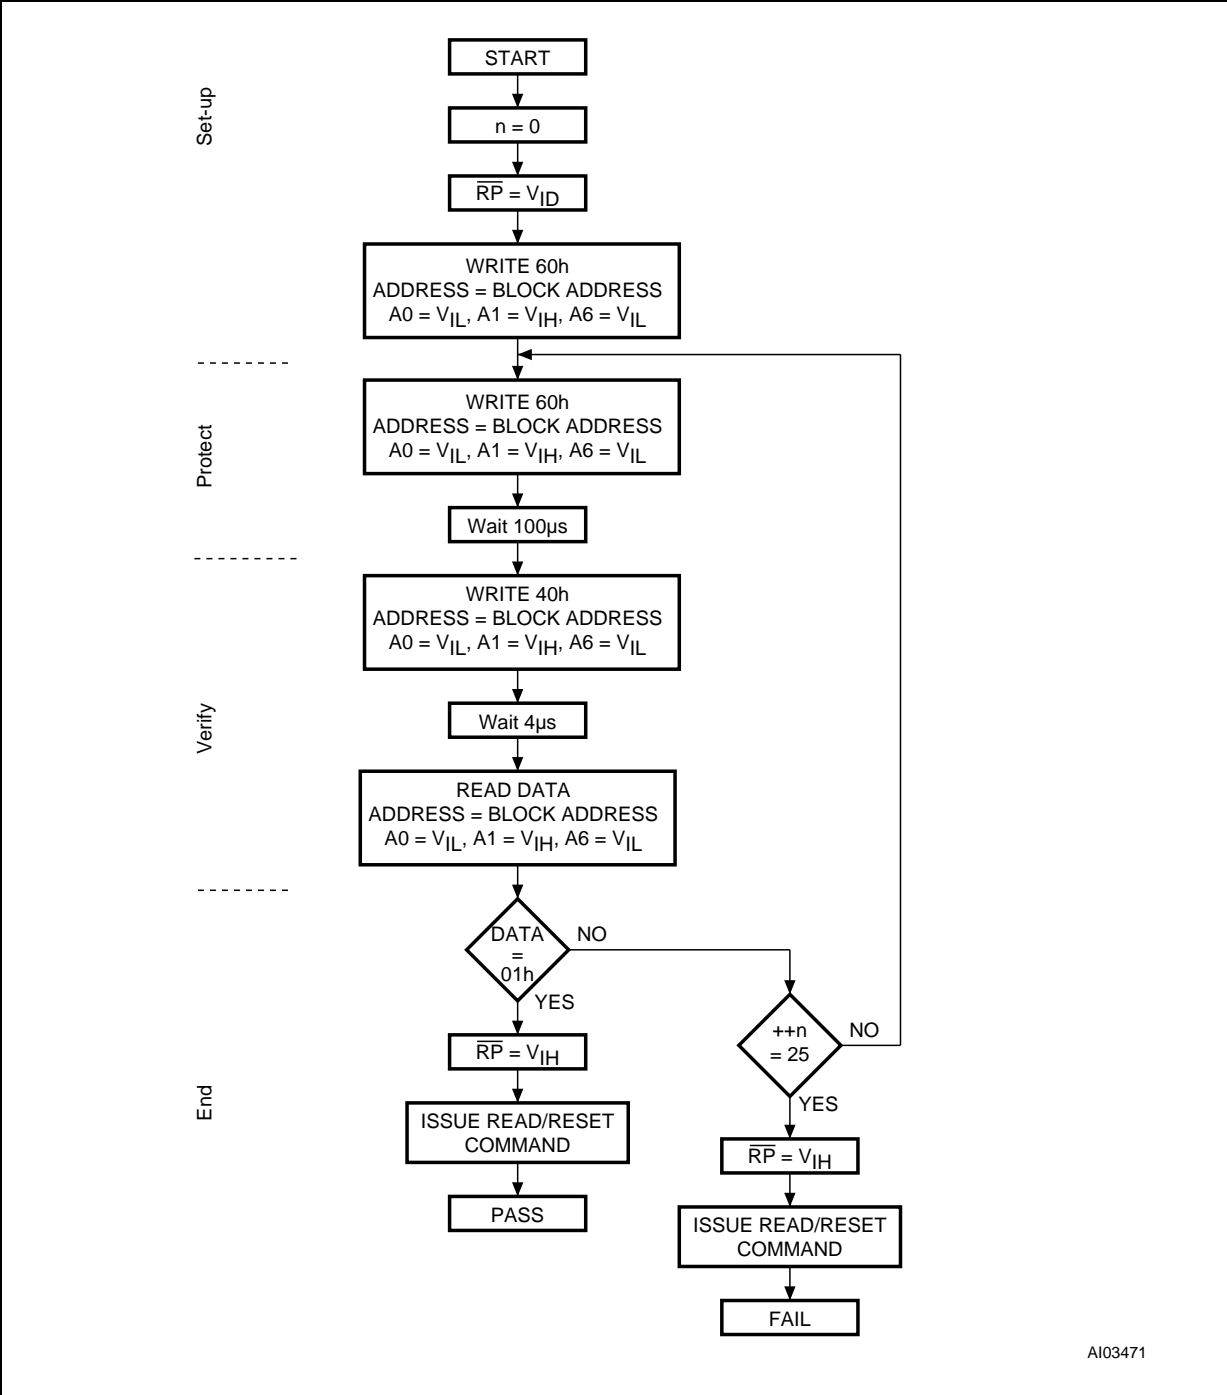 START
Set-up
n = 0
R̅P̅ = VID
WRITE 60h
ADDRESS = BLOCK ADDRESS
A0 = VIL, A1 = VIH, A6 = VIL
Protect
WRITE 60h
ADDRESS = BLOCK ADDRESS
A0 = VIL, A1 = VIH, A6 = VIL
Wait 100µs
Verify
WRITE 40h
ADDRESS = BLOCK ADDRESS
A0 = VIL, A1 = VIH, A6 = VIL
Wait 4µs
READ DATA
ADDRESS = BLOCK ADDRESS
A0 = VIL, A1 = VIH, A6 = VIL
End
DATA
=
01h
NO
YES
++n
= 25
NO
YES
R̅P̅ = VIH
ISSUE READ/RESET
COMMAND
PASS
R̅P̅ = VIH
ISSUE READ/RESET
COMMAND
FAIL
AI03471